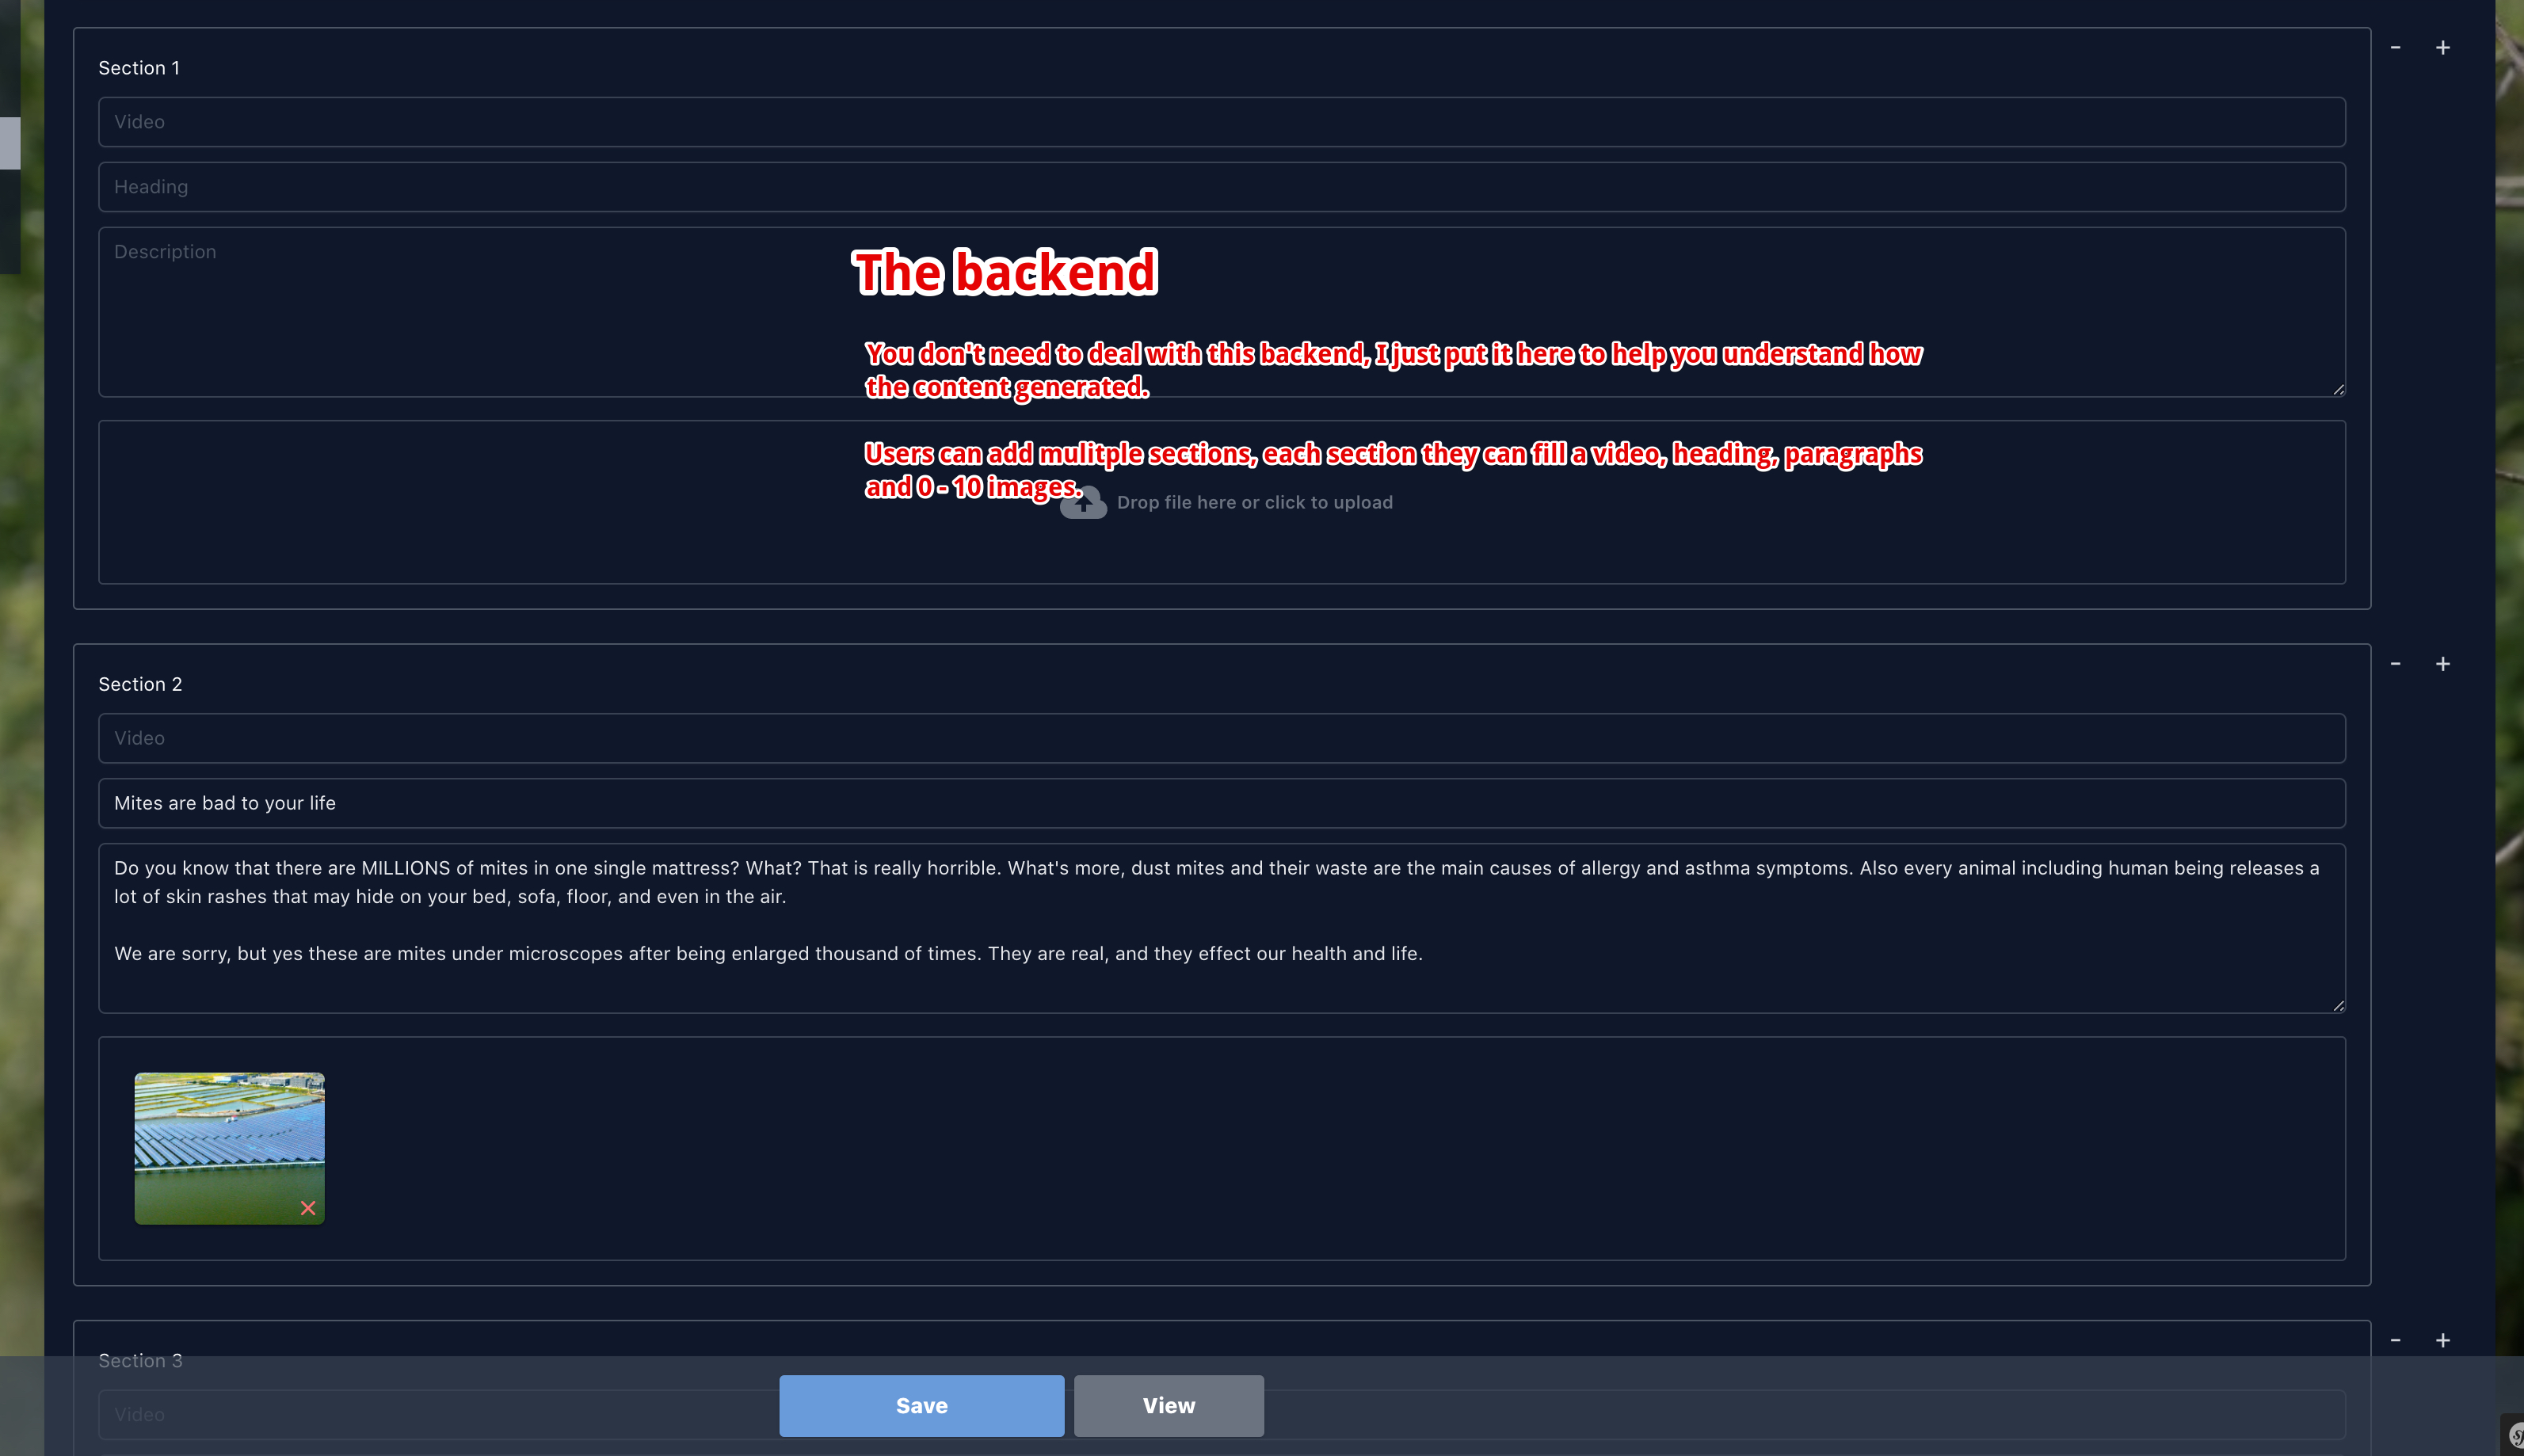 Section 1
- +
Video
Heading
Description
The backend
You don't need to deal with this backend, I just put it here to help you understand how
the content generated.
Users can add mulitple sections, each section they can fill a video, heading, paragraphs
and 0 - 10 images.
Drop file here or click to upload
Section 2
- +
Video
Mites are bad to your life
Do you know that there are MILLIONS of mites in one single mattress? What? That is really horrible. What's more, dust mites and their waste are the main causes of allergy and asthma symptoms. Also every animal including human being releases a
lot of skin rashes that may hide on your bed, sofa, floor, and even in the air.
We are sorry, but yes these are mites under microscopes after being enlarged thousand of times. They are real, and they effect our health and life.
Section 3
- +
Video
Save
View